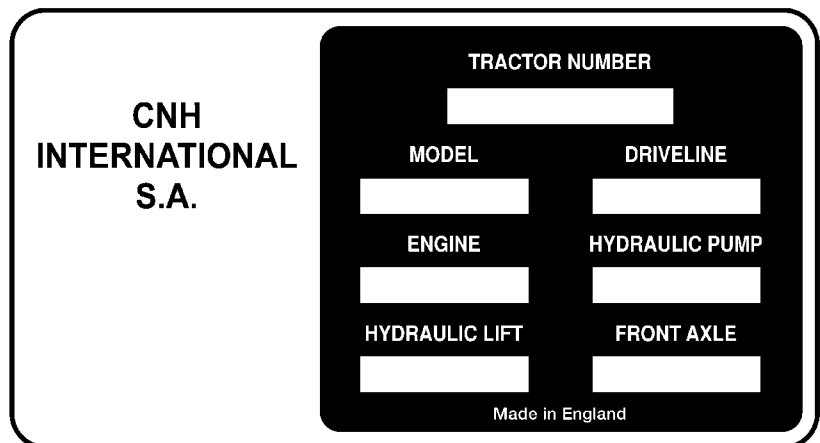 CNH
INTERNATIONAL
S.A.
TRACTOR NUMBER
MODEL
DRIVELINE
ENGINE
HYDRAULIC PUMP
HYDRAULIC LIFT
FRONT AXLE
Made in England